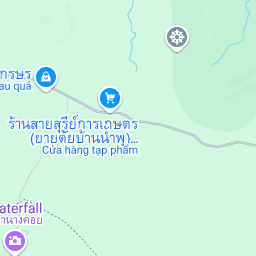 กรษร
au quả
ร้านสายสุรีย์การเกษตร
(ยายดัยบ้านน้ำพุ)...
Cửa hàng tạp phẩm
aterfall
านางคอย